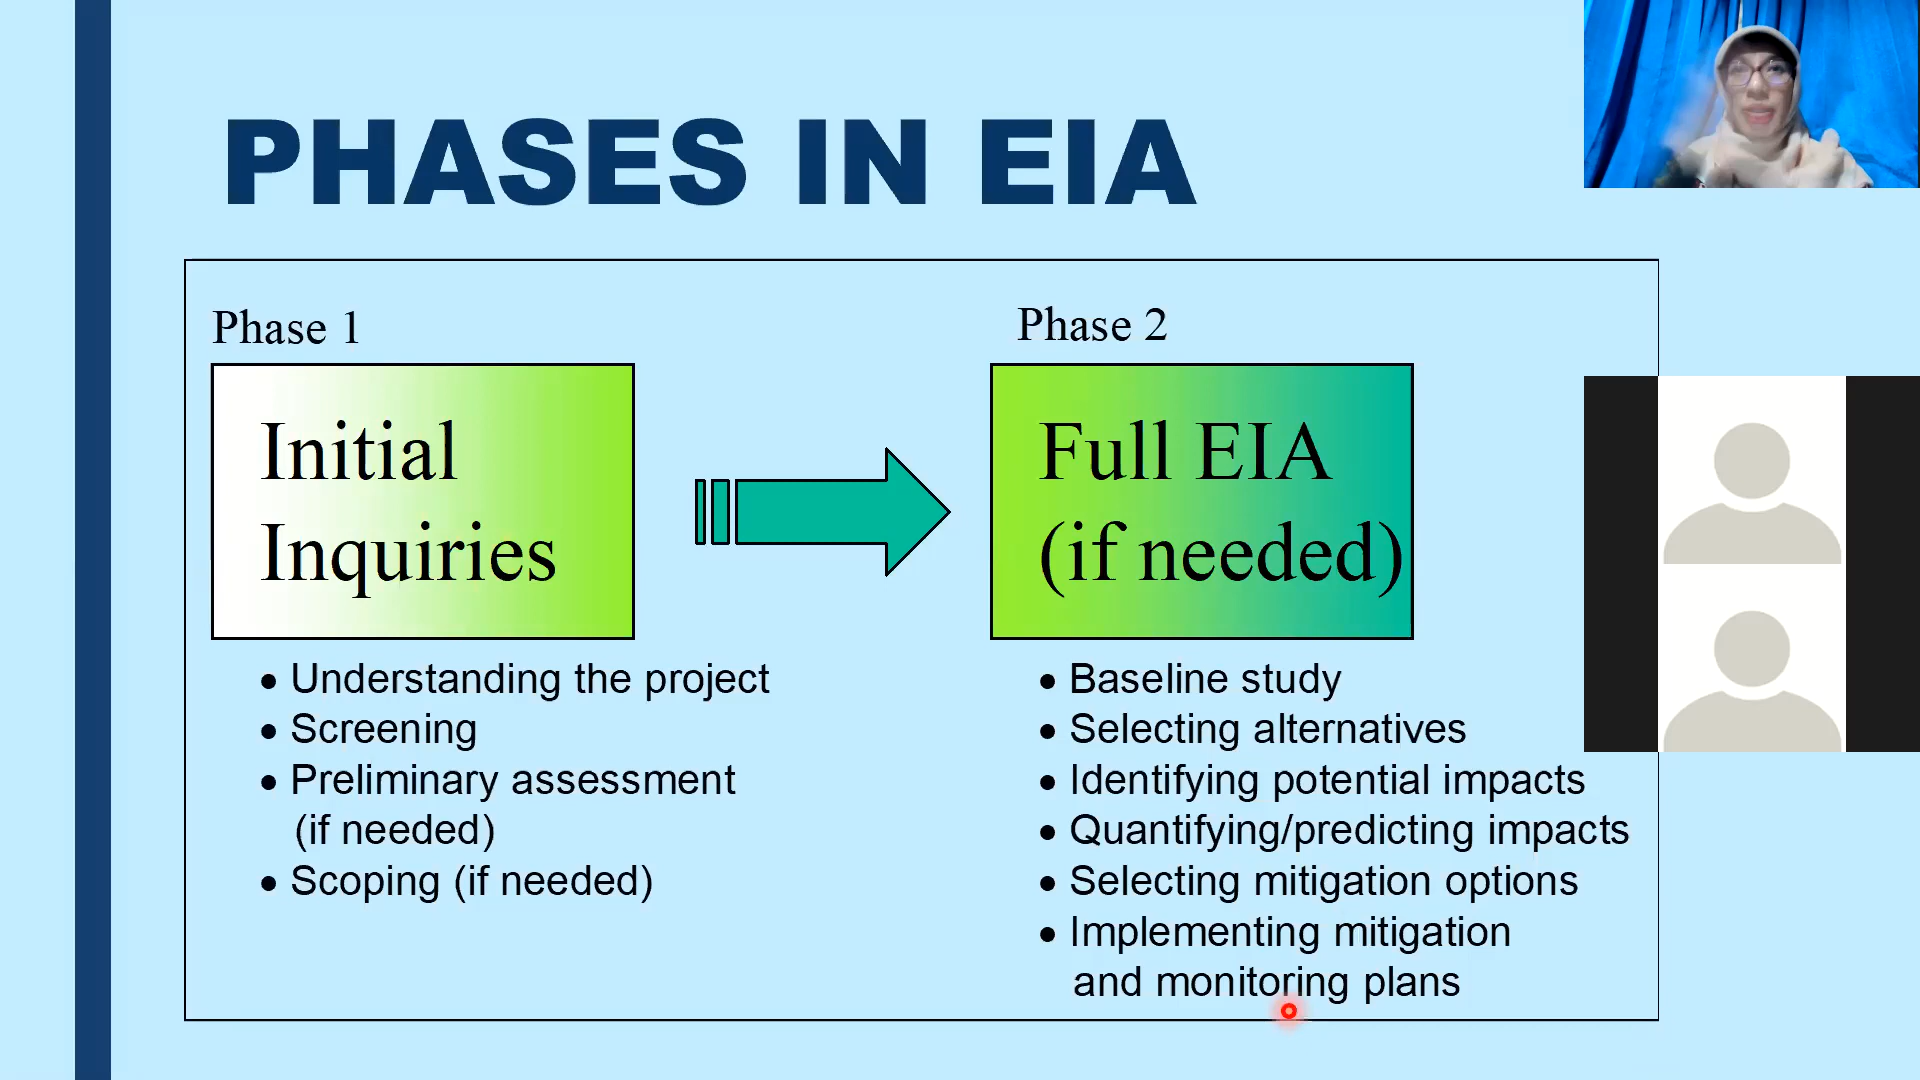 PHASES IN EIA
Phase 1
Initial
Inquiries
• Understanding the project
• Screening
• Preliminary assessment
(if needed)
• Scoping (if needed)
Phase 2
Full EIA
(if needed)
• Baseline study
• Selecting alternatives
• Identifying potential impacts
• Quantifying/predicting impacts
• Selecting mitigation options
• Implementing mitigation
and monitoring plans